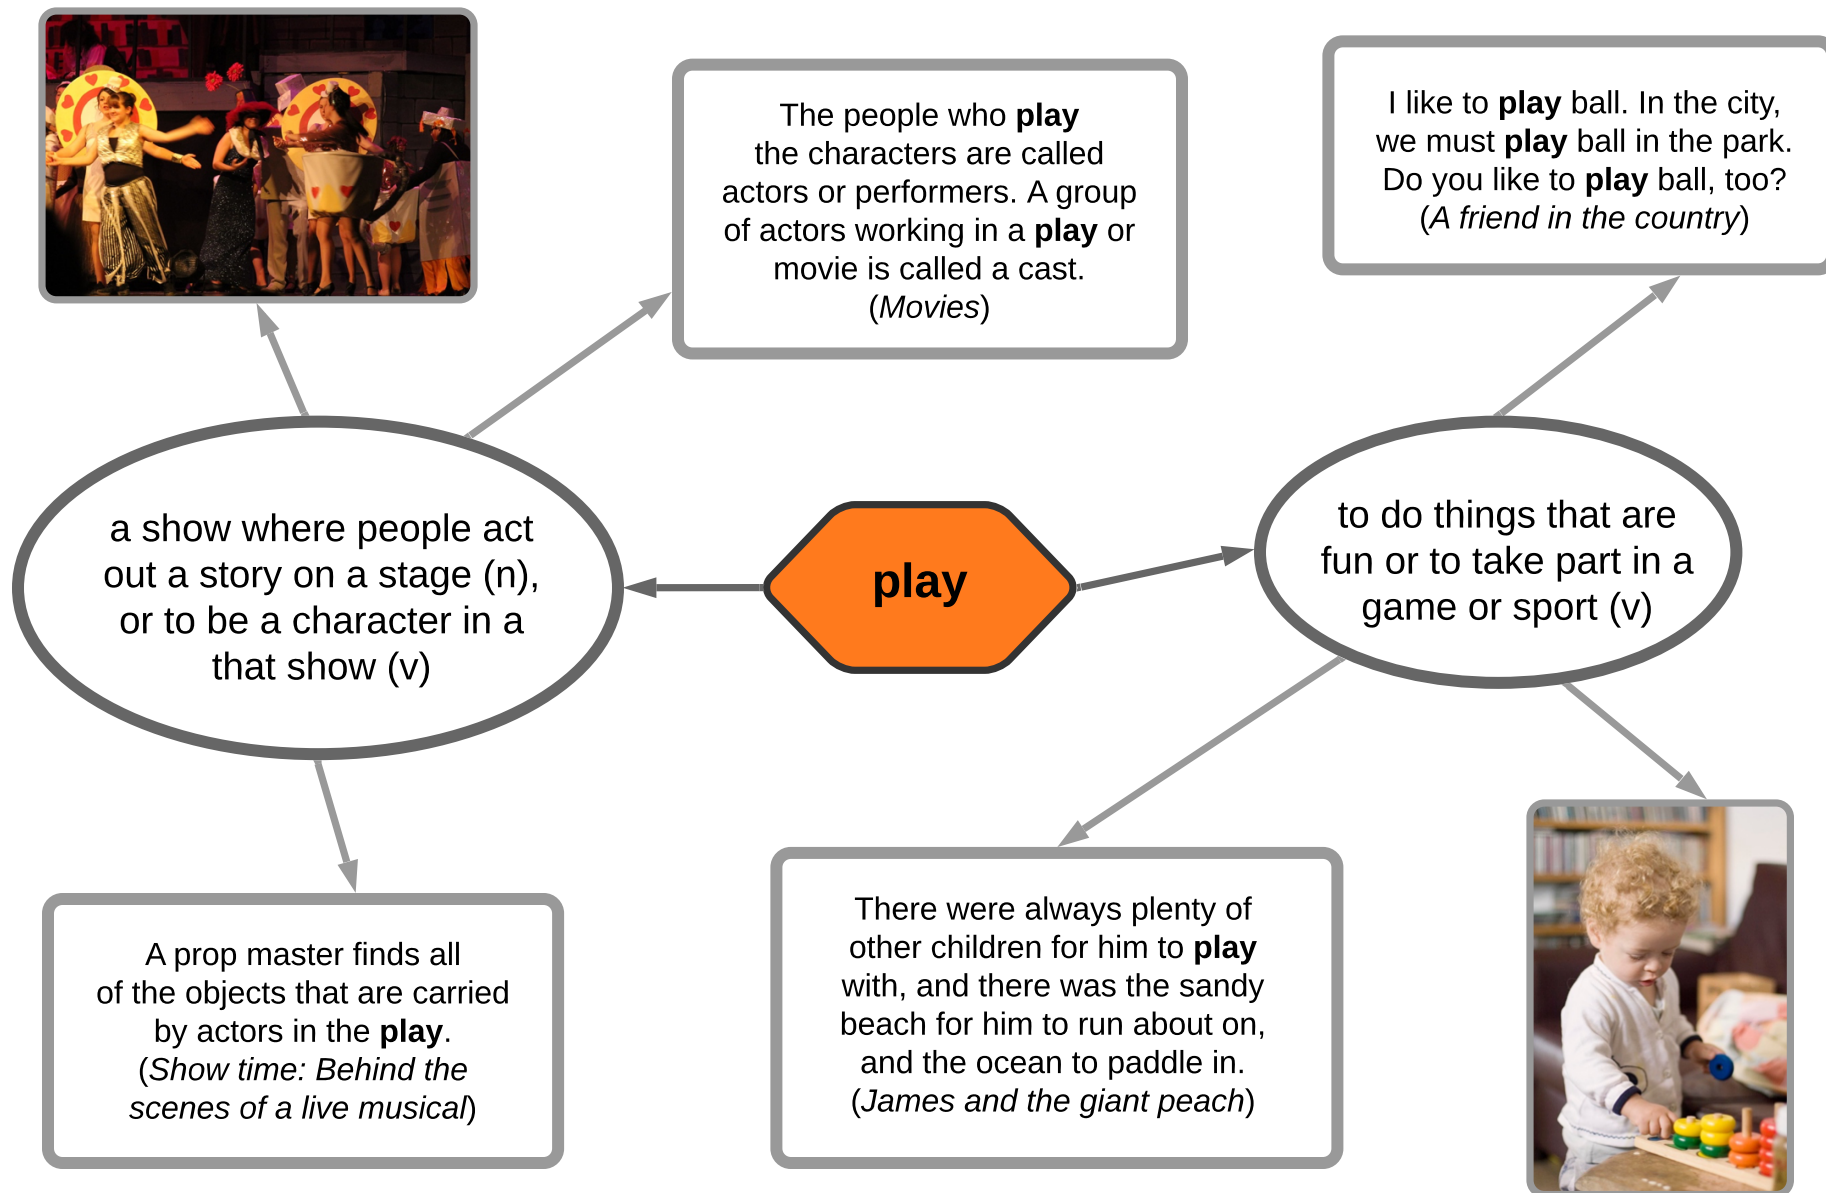 The people who play
the characters are called
actors or performers. A group
of actors working in a play or
movie is called a cast.
(Movies)
I like to play ball. In the city,
we must play ball in the park.
Do you like to play ball, too?
(A friend in the country)
a show where people act
out a story on a stage (n),
or to be a character in a
that show (v)
play
to do things that are
fun or to take part in a
game or sport (v)
A prop master finds all
of the objects that are carried
by actors in the play.
(Show time: Behind the
scenes of a live musical)
There were always plenty of
other children for him to play
with, and there was the sandy
beach for him to run about on,
and the ocean to paddle in.
(James and the giant peach)